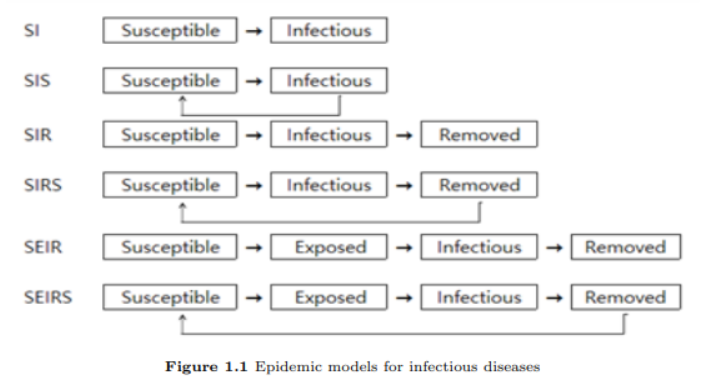 SI Susceptible → Infectious
SIS Susceptible → Infectious
SIR Susceptible → Infectious → Removed
SIRS Susceptible → Infectious → Removed
SEIR Susceptible → Exposed → Infectious → Removed
SEIRS Susceptible → Exposed → Infectious → Removed
Figure 1.1 Epidemic models for infectious diseases